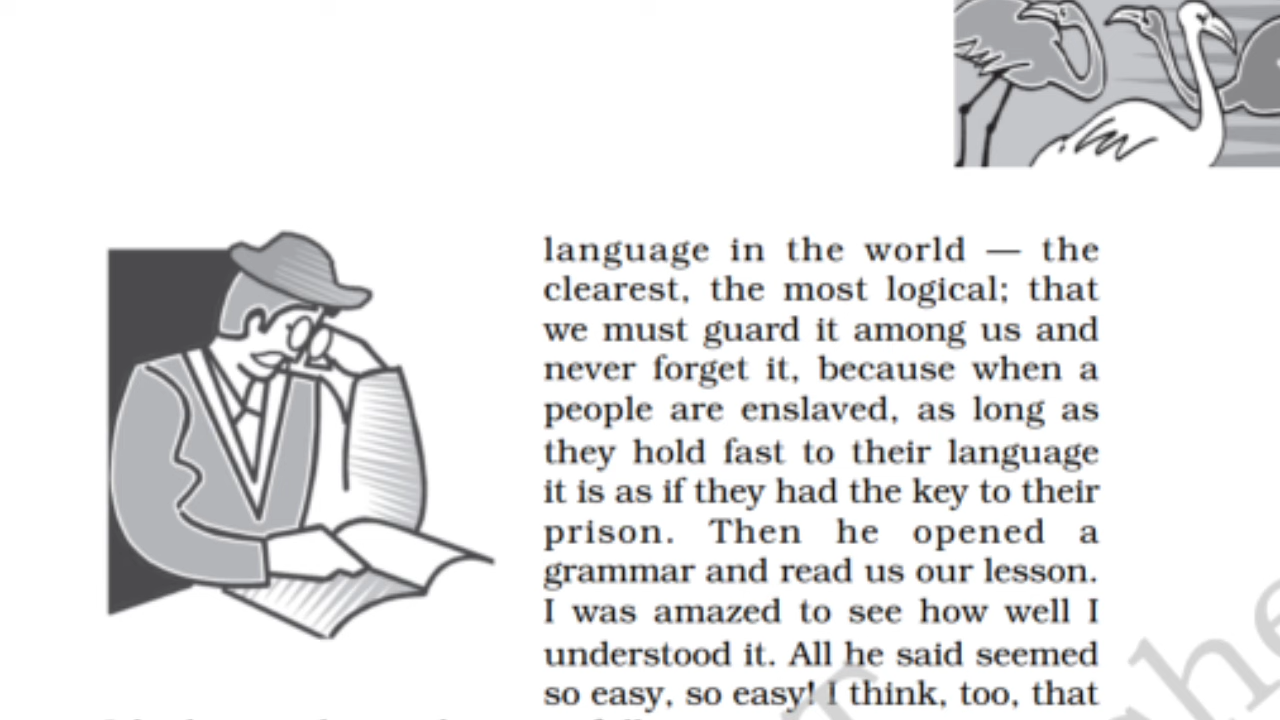 language in the world — the
clearest, the most logical; that
we must guard it among us and
never forget it, because when a
people are enslaved, as long as
they hold fast to their language
it is as if they had the key to their
prison. Then he opened a
grammar and read us our lesson.
I was amazed to see how well I
understood it. All he said seemed
so easy, so easy! I think, too, that